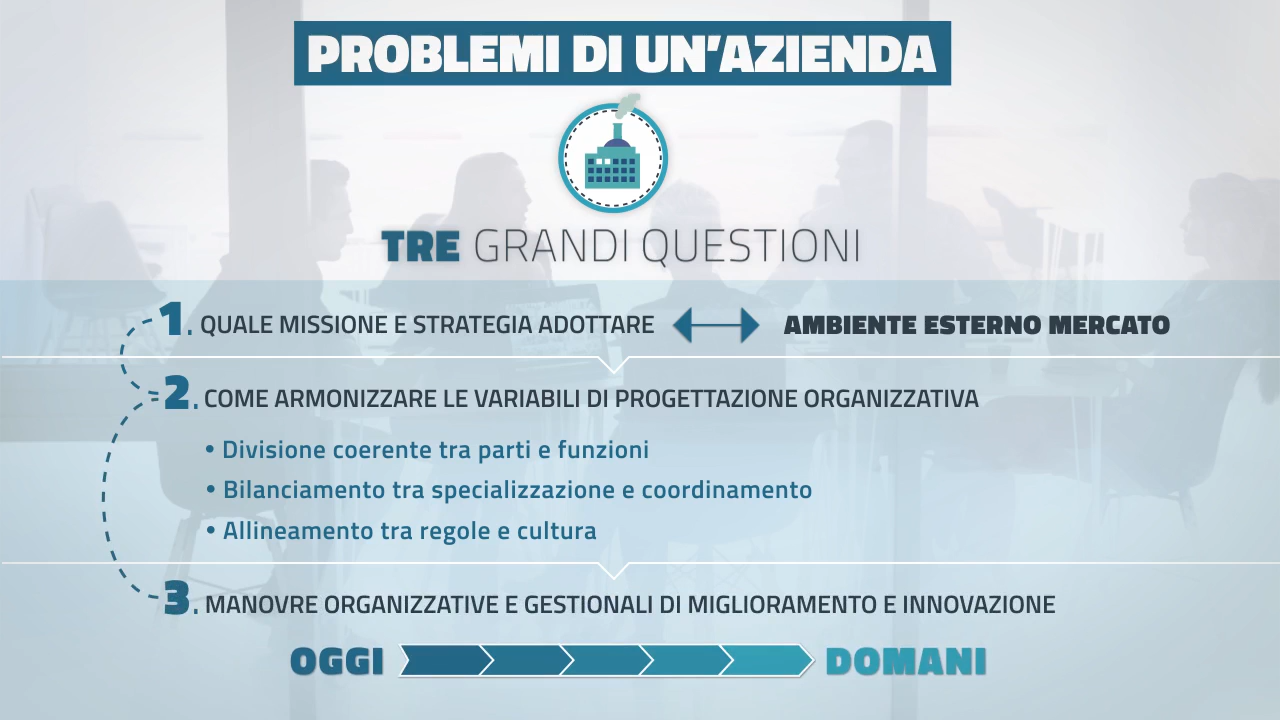 PROBLEMI DI UN'AZIENDA
TRE GRANDI QUESTIONI
1. QUALE MISSIONE E STRATEGIA ADOTTARE AMBIENTE ESTERNO MERCATO
2. COME ARMONIZZARE LE VARIABILI DI PROGETTAZIONE ORGANIZZATIVA
• Divisione coerente tra parti e funzioni
• Bilanciamento tra specializzazione e coordinamento
• Allineamento tra regole e cultura
3. MANOVRE ORGANIZZATIVE E GESTIONALI DI MIGLIORAMENTO E INNOVAZIONE
OGGI DOMANI